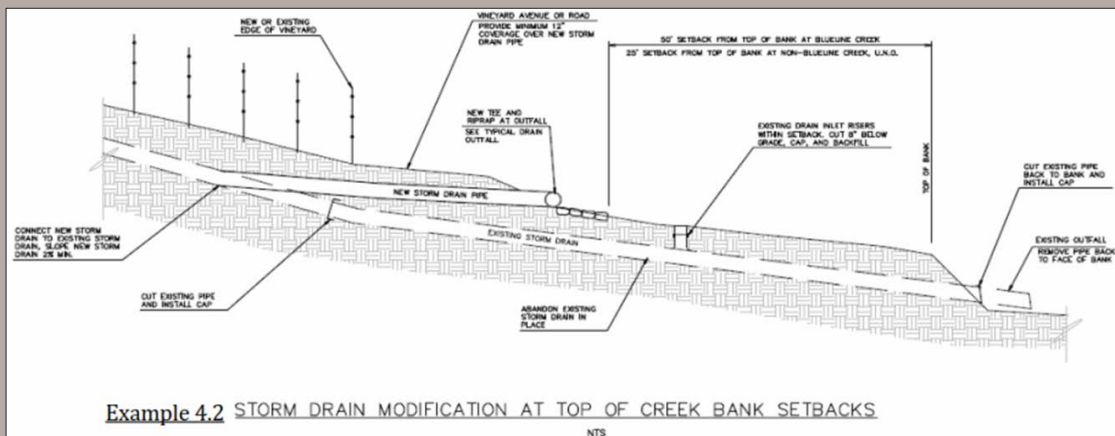 NEW OR EXISTING
EDGE OF VINEYARD
VINEYARD AVENUE OR ROAD
PROVIDE MINIMUM 12"
COVERAGE OVER NEW STORM
DRAIN PIPE
50' SETBACK FROM TOP OF BANK AT BLUELINE CREEK
25' SETBACK FROM TOP OF BANK AT NON-BLUELINE CREEK, U.N.O.
NEW TEE AND
RIPRAP AT OUTFALL
SEE TYPICAL DRAIN
OUTFALL
EXISTING DRAIN INLET RISERS
WITHIN SETBACK. CUT 8" BELOW
GRADE, CAP, AND BACKFILL
TOP OF BANK
CUT EXISTING PIPE
BACK TO BANK AND
INSTALL CAP
NEW STORM DRAIN PIPE
CONNECT NEW STORM
DRAIN TO EXISTING STORM
DRAIN, SLOPE NEW STORM
DRAIN 2% MIN.
EXISTING STORM DRAIN
EXISTING OUTFALL
REMOVE PIPE BACK
TO FACE OF BANK
CUT EXISTING PIPE
AND INSTALL CAP
ABANDON EXISTING
STORM DRAIN IN
PLACE
Example 4.2 STORM DRAIN MODIFICATION AT TOP OF CREEK BANK SETBACKS
NTS